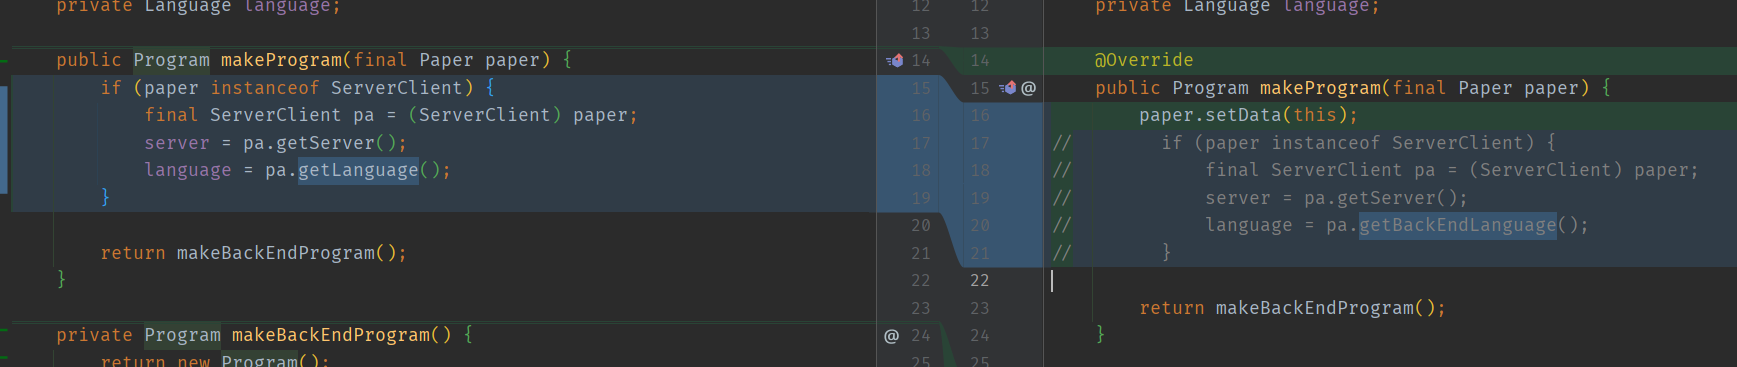 private Language language;
12
13
public Program makeProgram(final Paper paper) {
14
if (paper instanceof ServerClient) {
15
final ServerClient pa = (ServerClient) paper;
16
server = pa.getServer();
17
language = pa.getLanguage();
18
}
19
20
return makeBackEndProgram();
21
}
22
23
private Program makeBackEndProgram() {
@ 24
return new Program();
25
12 private Language language;
13
14 @Override
15 @ public Program makeProgram(final Paper paper) {
16 paper.setData(this);
17 // if (paper instanceof ServerClient) {
18 // final ServerClient pa = (ServerClient) paper;
19 // server = pa.getServer();
20 // language = pa.getBackEndLanguage();
21 // }
22
23 return makeBackEndProgram();
24 }
25